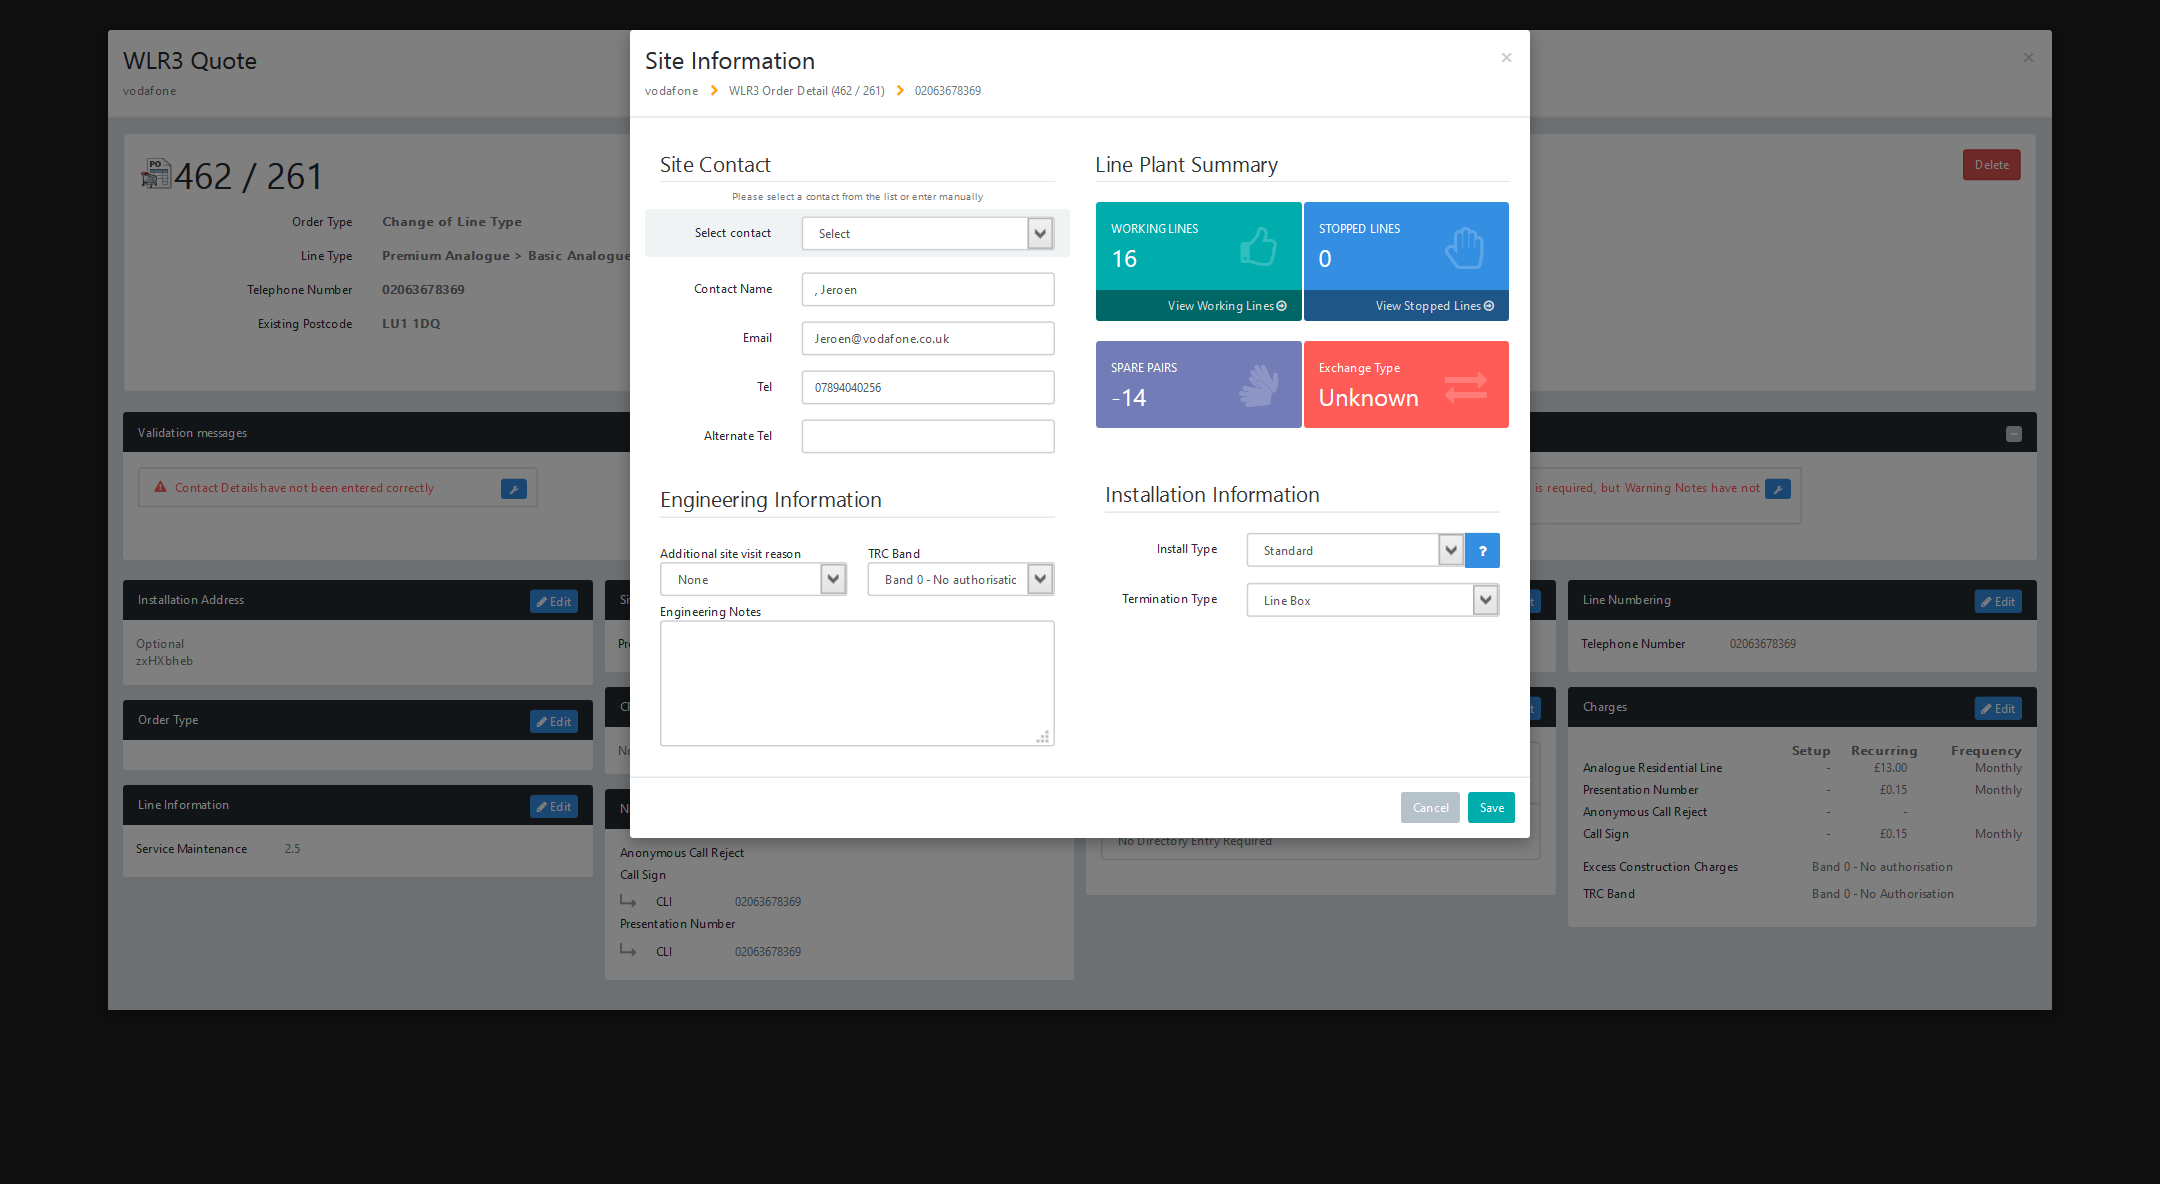 WLR3 Quote
vodafone
PO
462 / 261
Delete
Order Type Change of Line Type
Line Type Premium Analogue > Basic Analogue
Telephone Number 02063678369
Existing Postcode LU1 1DQ
Validation messages
Contact Details have not been entered correctly
is required, but Warning Notes have not
Installation Address Edit
Optional
zxHXbheb
Order Type Edit
Line Information Edit
Service Maintenance 2.5
Anonymous Call Reject
Call Sign
CLI 02063678369
Presentation Number
CLI 02063678369
No Directory Entry Required
Line Numbering Edit
Telephone Number 02063678369
Charges Edit
Setup Recurring Frequency
Analogue Residential Line - £13.00 Monthly
Presentation Number - £0.15 Monthly
Anonymous Call Reject - -
Call Sign - £0.15 Monthly
Excess Construction Charges Band 0 - No authorisation
TRC Band Band 0 - No Authorisation
Site Information
vodafone WLR3 Order Detail (462 / 261) 02063678369
Site Contact
Please select a contact from the list or enter manually
Select contact Select
Contact Name , Jeroen
Email Jeroen@vodafone.co.uk
Tel 07894040256
Alternate Tel
Line Plant Summary
WORKING LINES
16
View Working Lines
STOPPED LINES
0
View Stopped Lines
SPARE PAIRS
-14
Exchange Type
Unknown
Engineering Information
Additional site visit reason
None
TRC Band
Band 0 - No authorisatic
Engineering Notes
Installation Information
Install Type Standard ?
Termination Type Line Box
Cancel Save